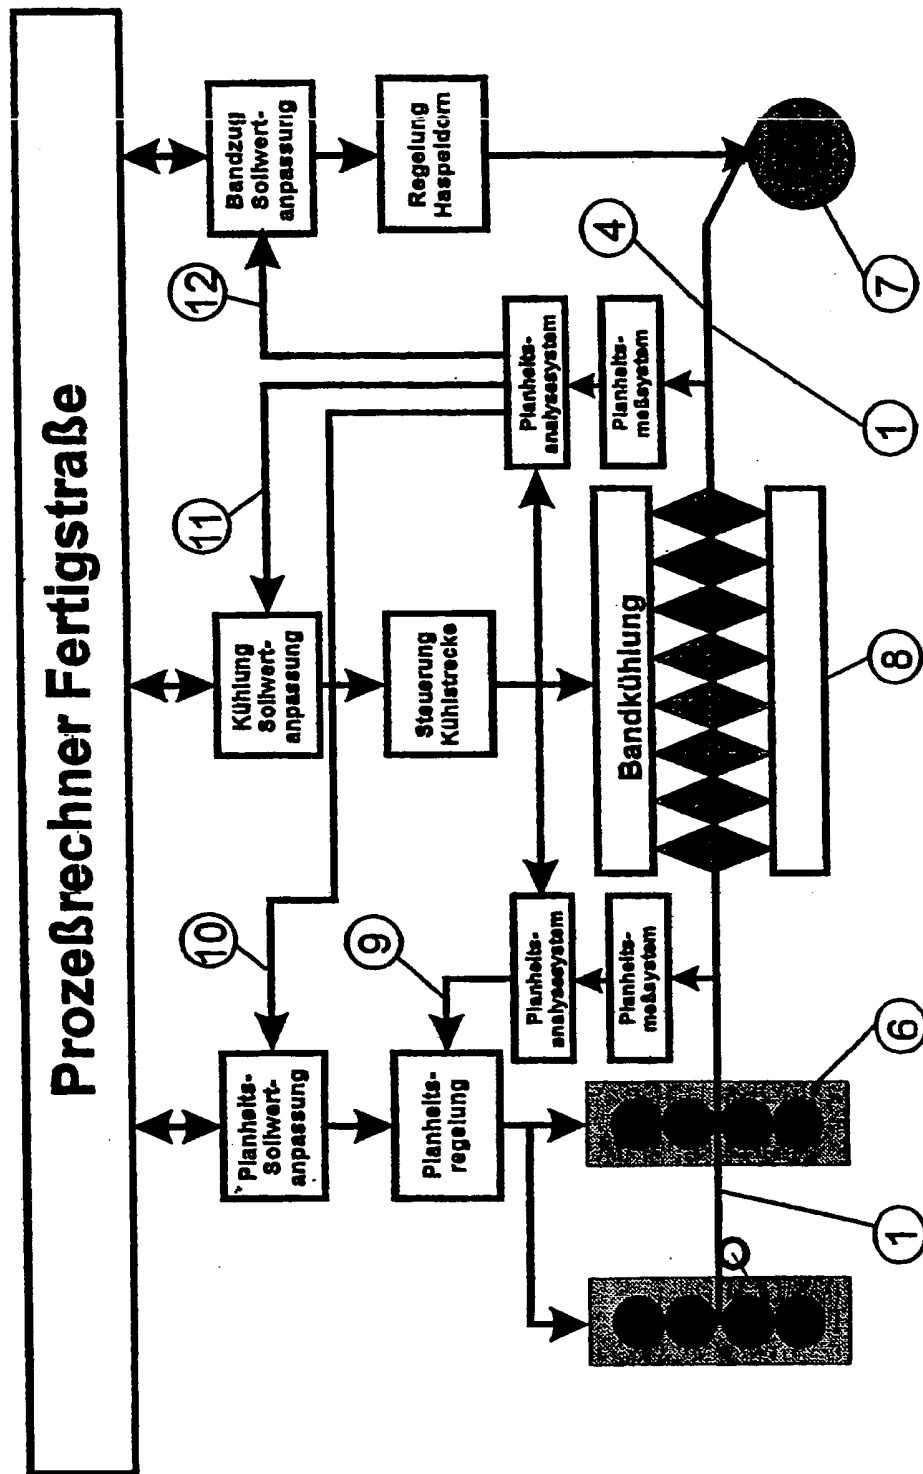 Prozeßrechner Fertigstraße
Planheits-
Sollwert-
anpassung
Kühlung
Sollwert-
anpassung
Bandzug
Sollwert-
anpassung
10
11
12
Planheits-
regelung
9
Steuerung
Kühlstrecke
Regelung
Haspeldorn
Planheits-
analysesystem
Planheits-
analysesystem
Planheits-
meßsystem
Planheits-
meßsystem
Bandkühlung
4
1
6
8
1
7